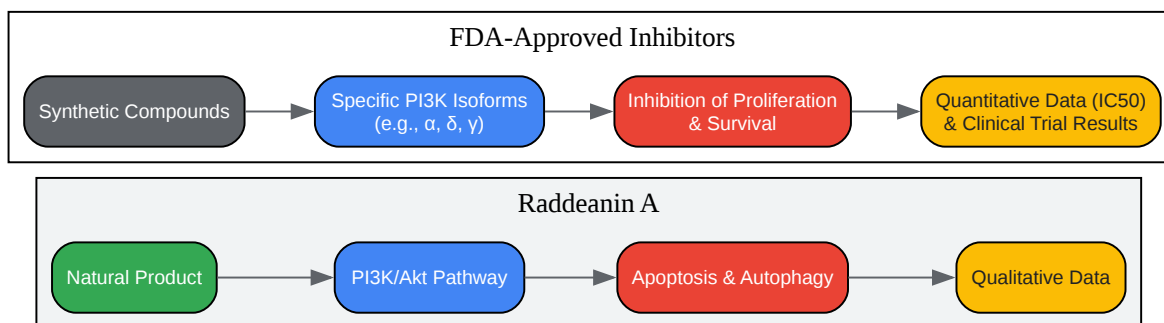 FDA-Approved Inhibitors
Synthetic Compounds
Specific PI3K Isoforms
(e.g., α, δ, γ)
Inhibition of Proliferation
& Survival
Quantitative Data (IC50)
& Clinical Trial Results
Raddeanin A
Natural Product
PI3K/Akt Pathway
Apoptosis & Autophagy
Qualitative Data